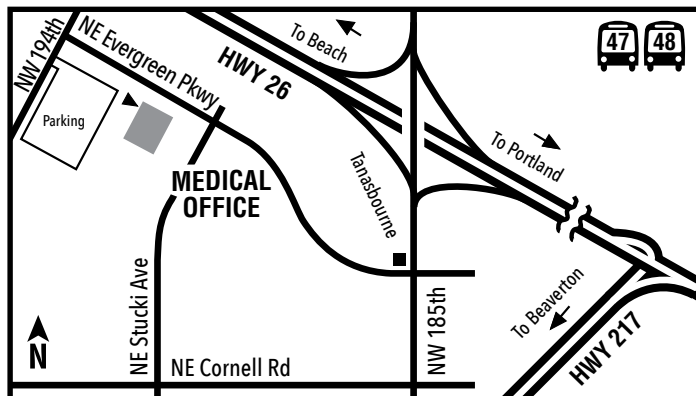 NW 194th
NE Evergreen Pkwy
To Beach
HWY 26
47
48
Parking
To Portland
Tanasbourne
MEDICAL
OFFICE
NE Stucki Ave
NW 185th
To Beaverton
HWY 217
N
NE Cornell Rd